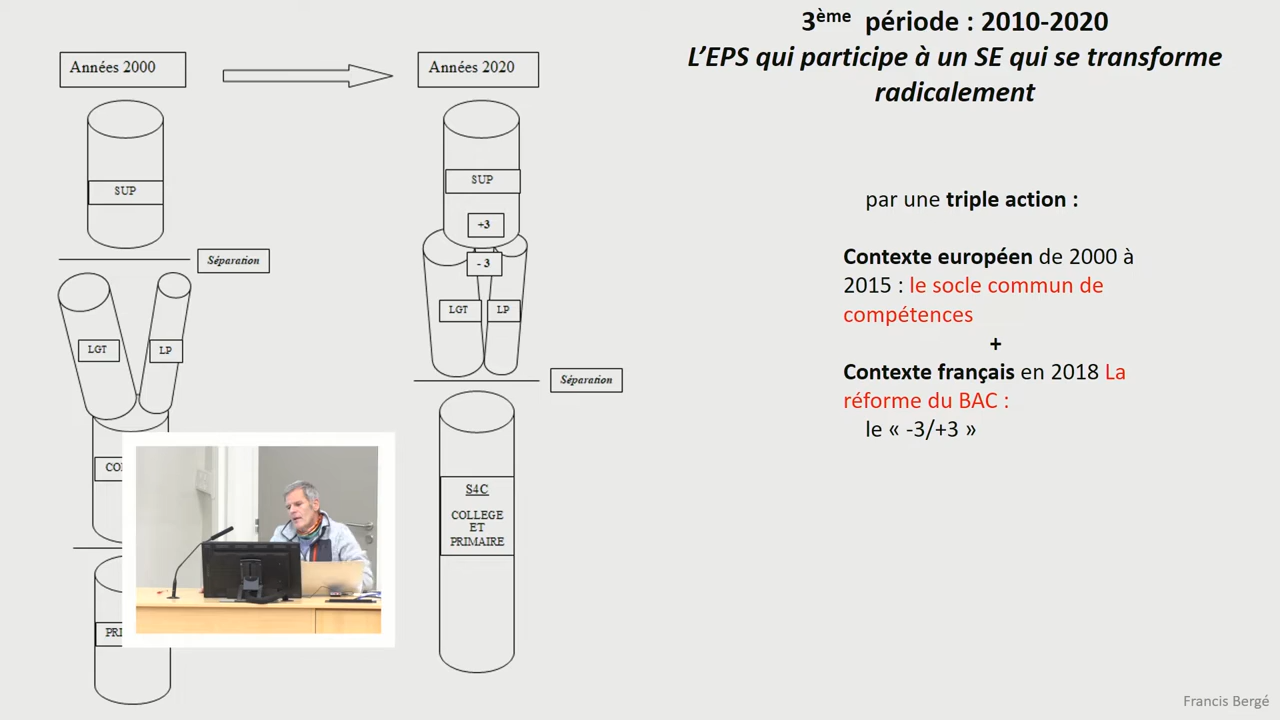 3ème période : 2010-2020
L'EPS qui participe à un SE qui se transforme
radicalement
Années 2000
Années 2020
SUP
Séparation
LGT
LP
SUP
+3
- 3
LGT
LP
Séparation
S4C
COLLEGE
ET
PRIMAIRE
par une triple action :
Contexte européen de 2000 à
2015 : le socle commun de
compétences
+
Contexte français en 2018 La
réforme du BAC :
le « -3/+3 »
Francis Bergé